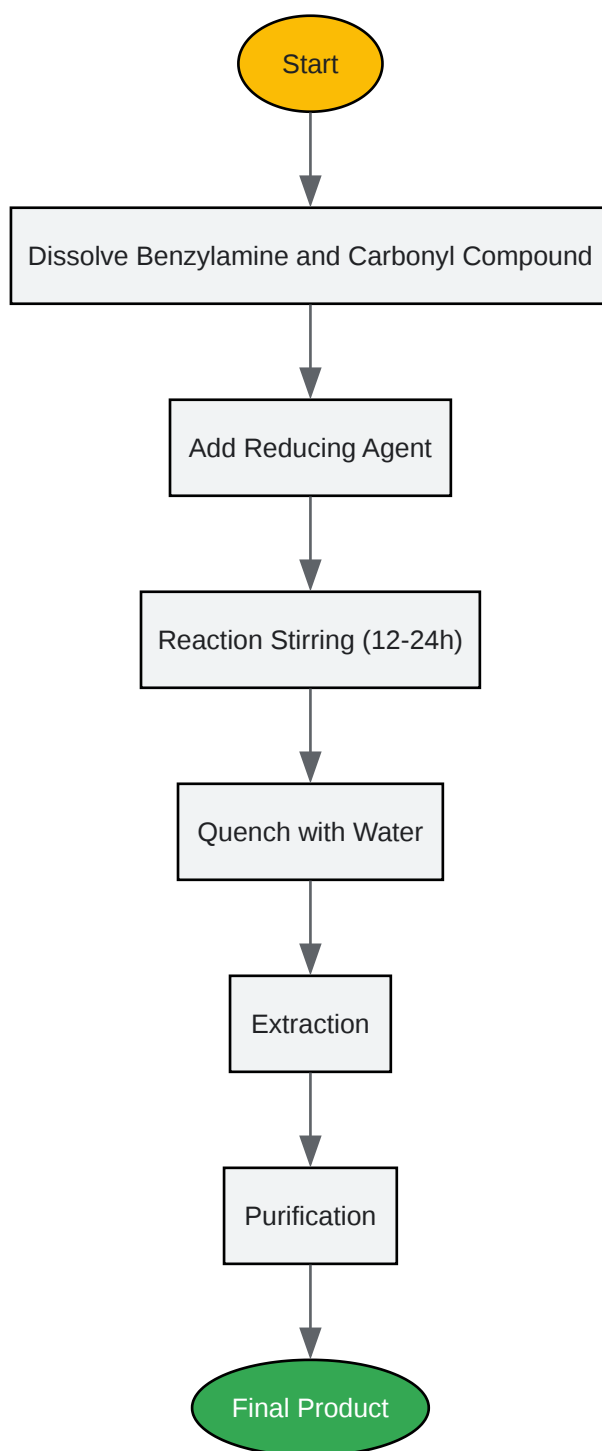 Start
Dissolve Benzylamine and Carbonyl Compound
Add Reducing Agent
Reaction Stirring (12-24h)
Quench with Water
Extraction
Purification
Final Product